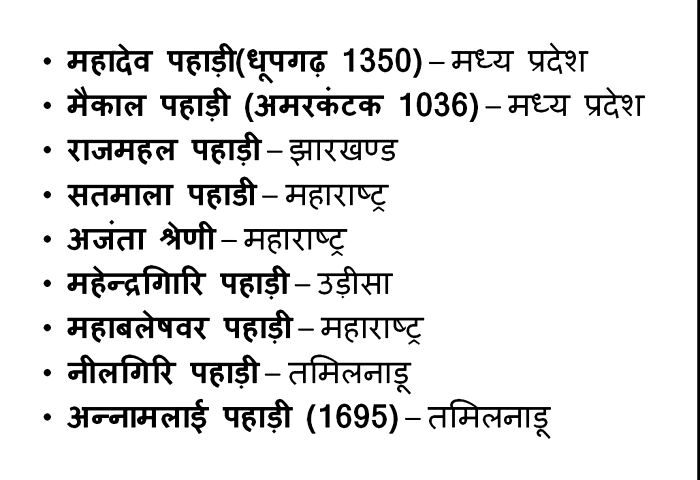 • महादेव पहाड़ी(धूपगढ़ 1350) – मध्य प्रदेश
• मैकाल पहाड़ी (अमरकंटक 1036) – मध्य प्रदेश
• राजमहल पहाड़ी – झारखण्ड
• सतमाला पहाडी – महाराष्ट्र
• अजंता श्रेणी – महाराष्ट्र
• महेन्द्रगिारि पहाड़ी – उड़ीसा
• महाबलेषवर पहाड़ी – महाराष्ट्र
• नीलगिरि पहाड़ी – तमिलनाडू
• अन्नामलाई पहाड़ी (1695) – तमिलनाडू